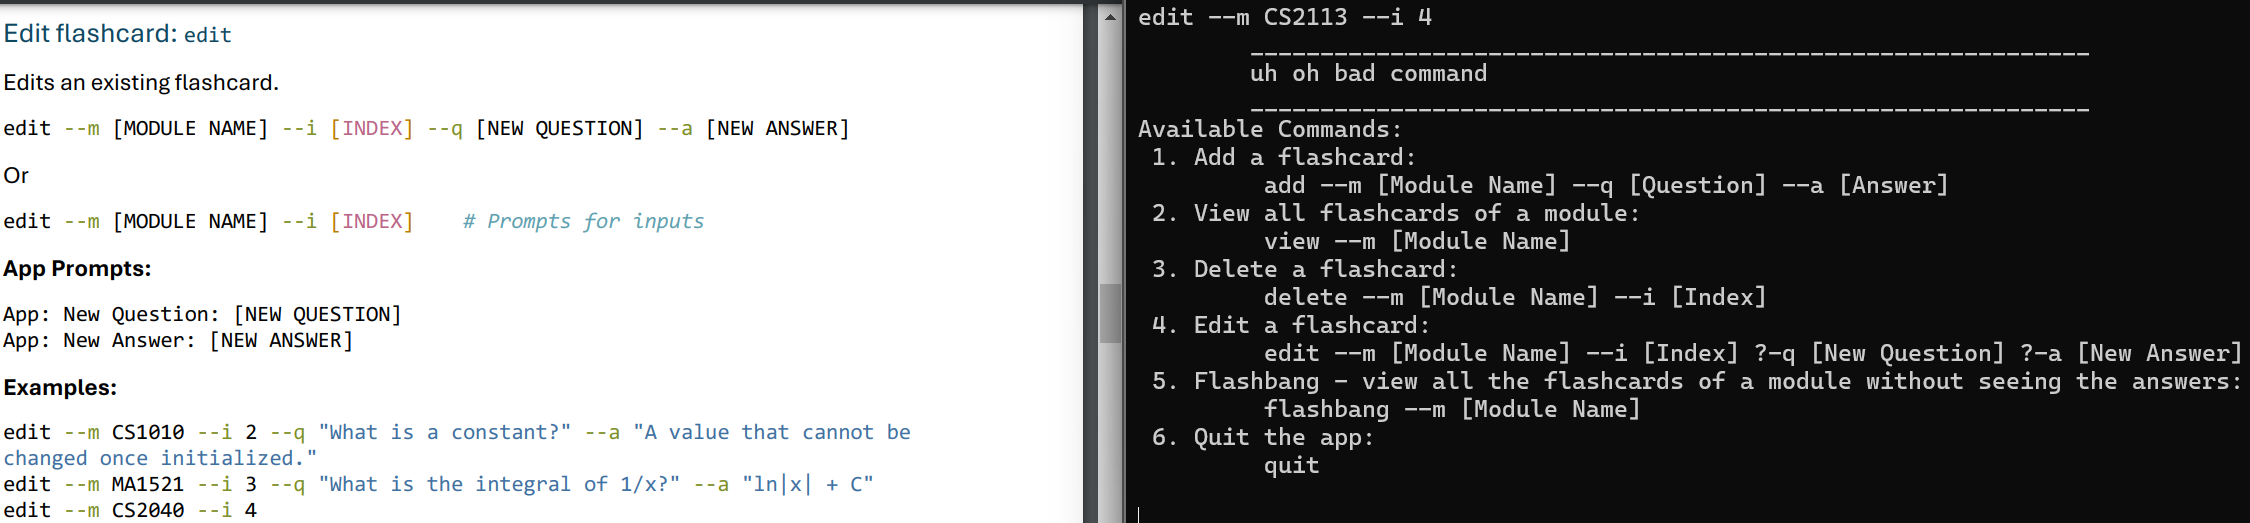 Edit flashcard: edit
Edits an existing flashcard.
edit --m [MODULE NAME] --i [INDEX] --q [NEW QUESTION] --a [NEW ANSWER]
Or
edit --m [MODULE NAME] --i [INDEX]    # Prompts for inputs
App Prompts:
App: New Question: [NEW QUESTION]
App: New Answer: [NEW ANSWER]
Examples:
edit --m CS1010 --i 2 --q "What is a constant?" --a "A value that cannot be
changed once initialized."
edit --m MA1521 --i 3 --q "What is the integral of 1/x?" --a "ln|x| + C"
edit --m CS2040 --i 4
edit --m CS2113 --i 4
____________________________________________________________
uh oh bad command
____________________________________________________________
Available Commands:
1. Add a flashcard:
add --m [Module Name] --q [Question] --a [Answer]
2. View all flashcards of a module:
view --m [Module Name]
3. Delete a flashcard:
delete --m [Module Name] --i [Index]
4. Edit a flashcard:
edit --m [Module Name] --i [Index] ?-q [New Question] ?-a [New Answer]
5. Flashbang - view all the flashcards of a module without seeing the answers:
flashbang --m [Module Name]
6. Quit the app:
quit